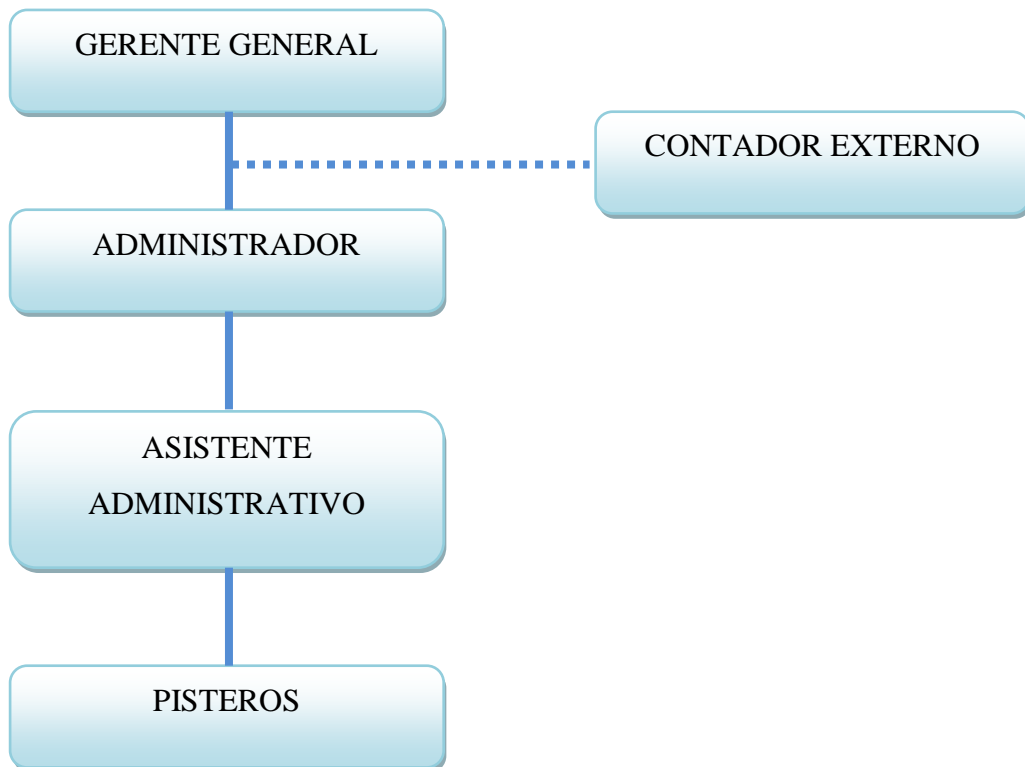 GERENTE GENERAL
CONTADOR EXTERNO
ADMINISTRADOR
ASISTENTE
ADMINISTRATIVO
PISTEROS